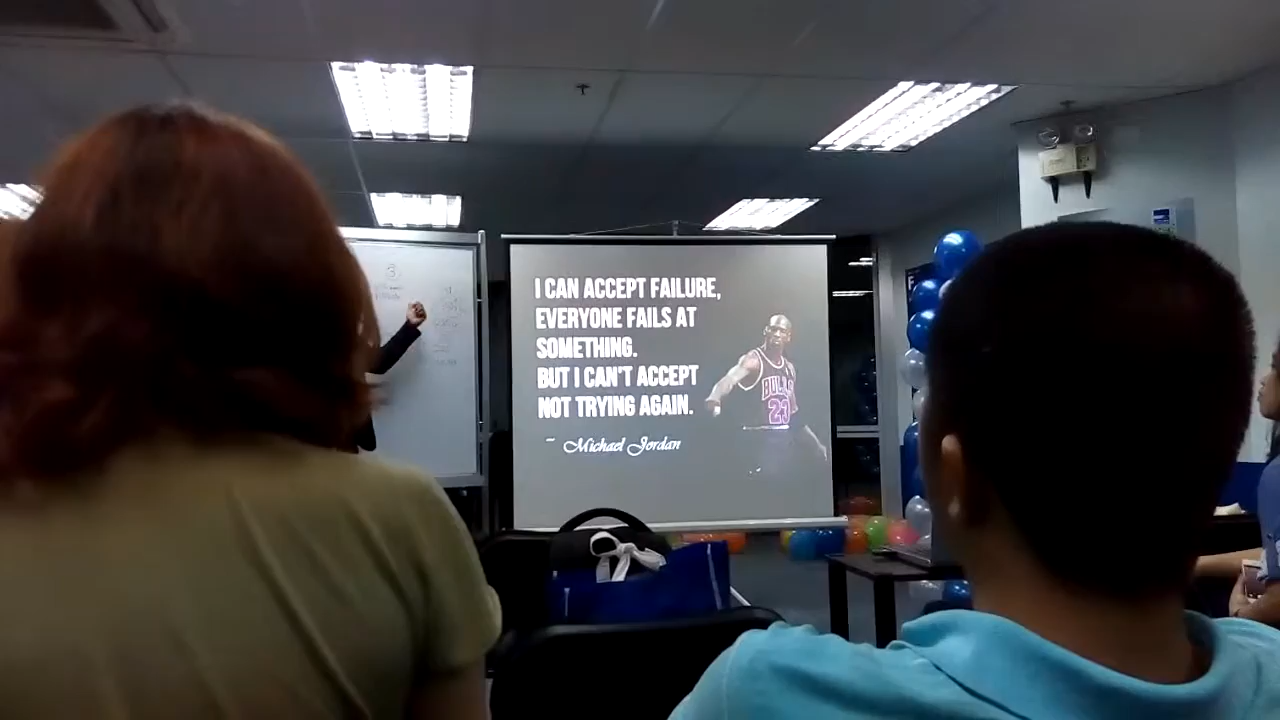 I CAN ACCEPT FAILURE,
EVERYONE FAILS AT
SOMETHING.
BUT I CAN'T ACCEPT
NOT TRYING AGAIN.
~ Michael Jordan
BULLS
23